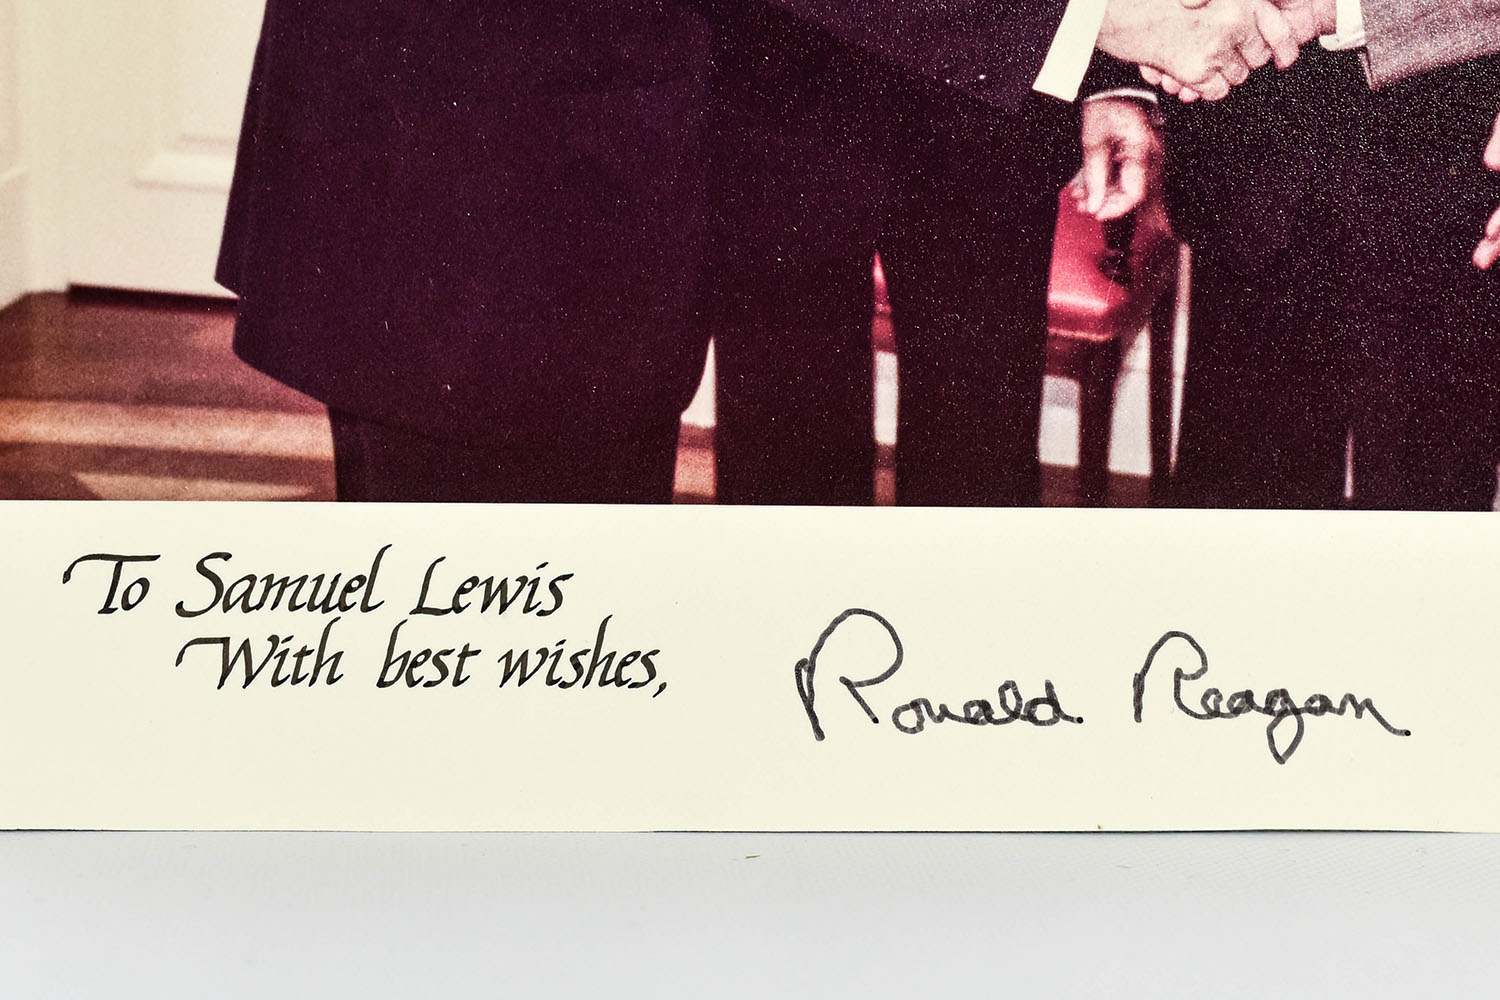 To Samuel Lewis
With best wishes,
Ronald Reagan